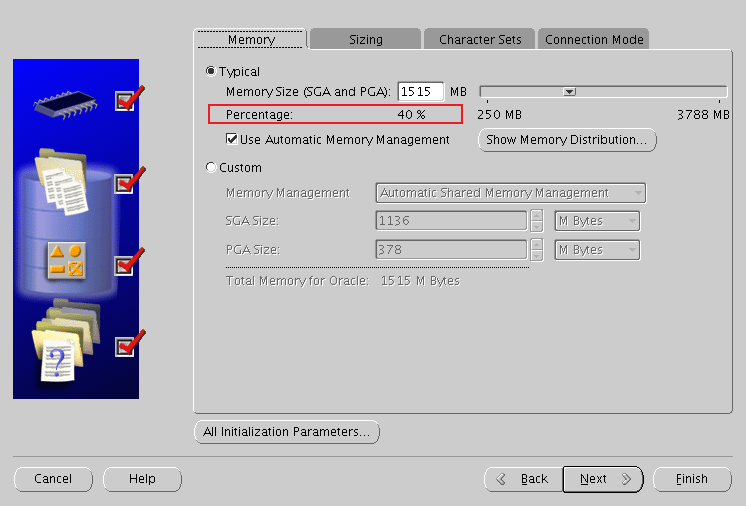 Memory Sizing Character Sets Connection Mode
Typical
Memory Size (SGA and PGA): 1515 MB
Percentage: 40 % 250 MB 3788 MB
Use Automatic Memory Management Show Memory Distribution...
Custom
Memory Management Automatic Shared Memory Management
SGA Size: 1136 M Bytes
PGA Size: 378 M Bytes
Total Memory for Oracle: 1515 M Bytes
?
All Initialization Parameters...
Cancel Help Back Next Finish